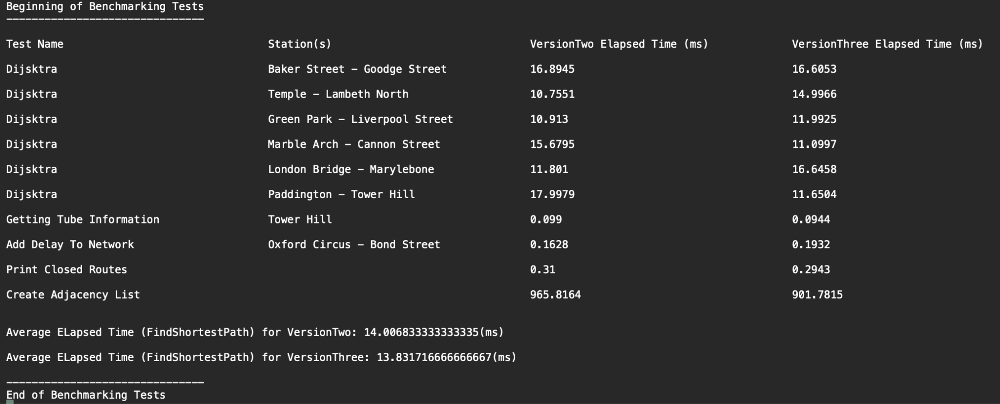 Beginning of Benchmarking Tests
-------------------------------
Test Name Station(s) VersionTwo Elapsed Time (ms) VersionThree Elapsed Time (ms)
Dijsktra Baker Street – Goodge Street 16.8945 16.6053
Dijsktra Temple – Lambeth North 10.7551 14.9966
Dijsktra Green Park – Liverpool Street 10.913 11.9925
Dijsktra Marble Arch – Cannon Street 15.6795 11.0997
Dijsktra London Bridge – Marylebone 11.801 16.6458
Dijsktra Paddington – Tower Hill 17.9979 11.6504
Getting Tube Information Tower Hill 0.099 0.0944
Add Delay To Network Oxford Circus – Bond Street 0.1628 0.1932
Print Closed Routes 0.31 0.2943
Create Adjacency List 965.8164 901.7815
Average ELapsed Time (FindShortestPath) for VersionTwo: 14.006833333333335(ms)
Average ELapsed Time (FindShortestPath) for VersionThree: 13.831716666666667(ms)
-------------------------------
End of Benchmarking Tests